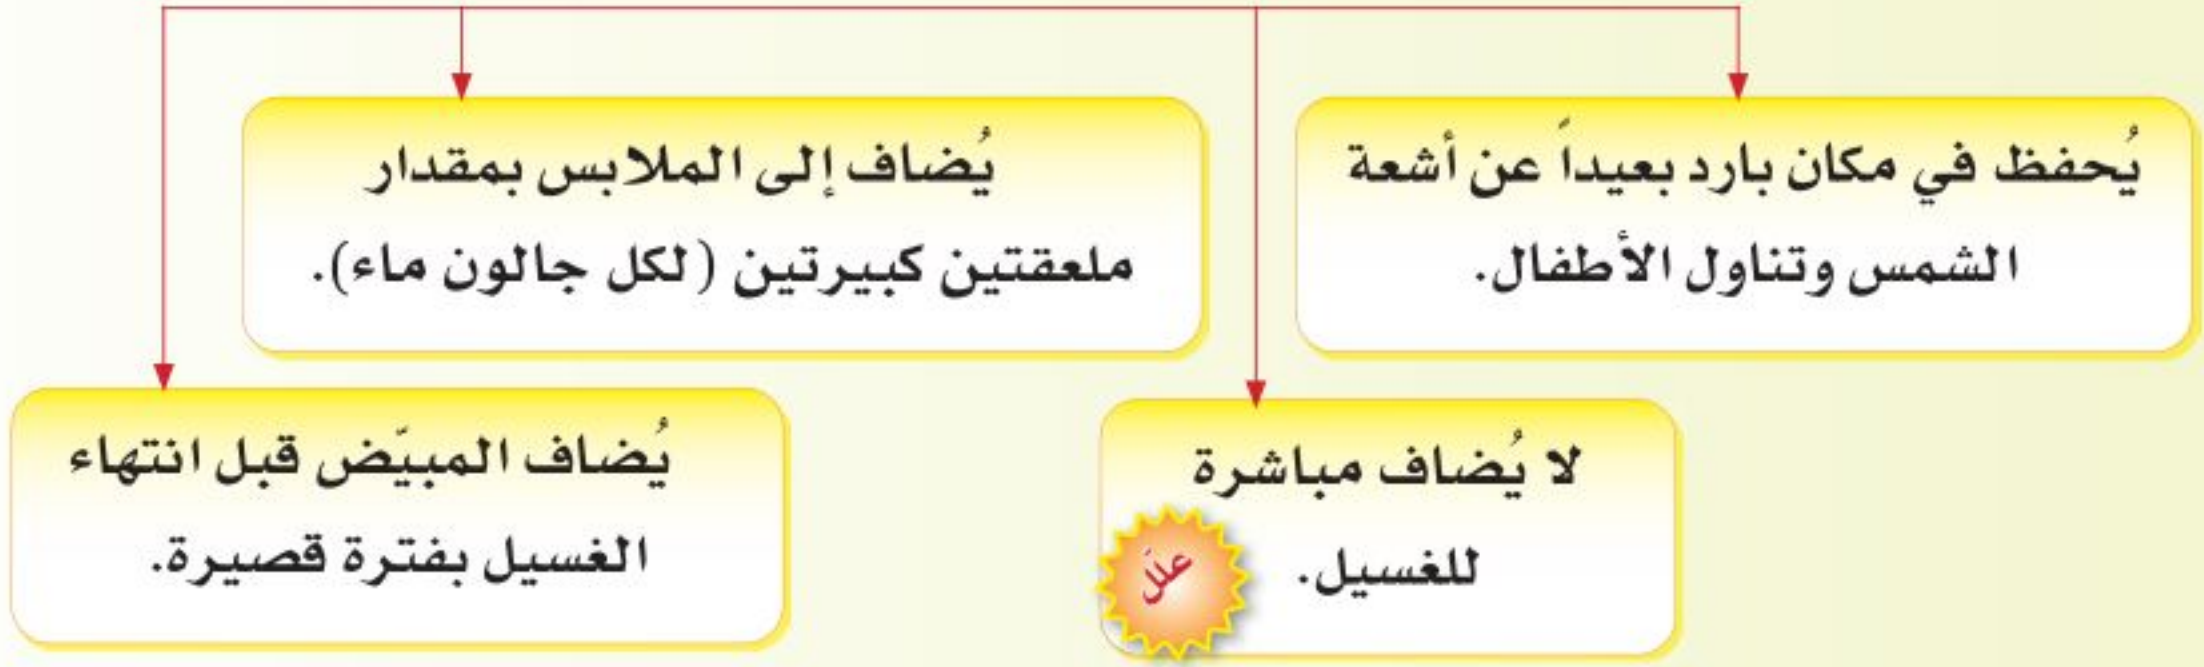 يُحفظ في مكان بارد بعيداً عن أشعة
الشمس وتناول الأطفال.
يُضاف إلى الملابس بمقدار
ملعقتين كبيرتين (لكل جالون ماء).
لا يُضاف مباشرة
للغسيل.
علّل
يُضاف المبيّض قبل انتهاء
الغسيل بفترة قصيرة.